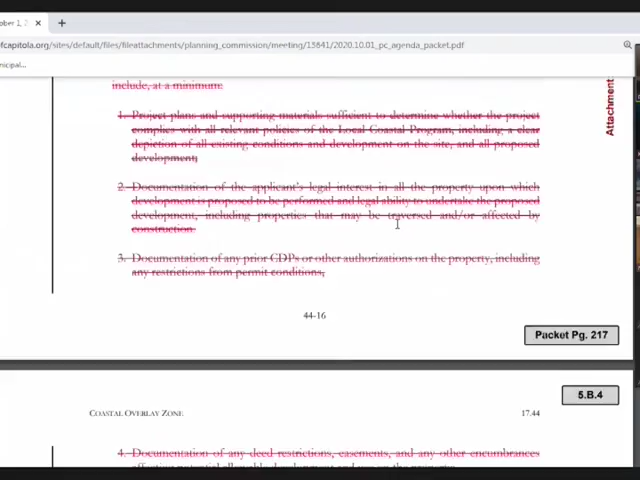 ober 1, 2
efcapitola.org/sites/default/files/fileattachments/planning_commission/meeting/13841/2020.10.01_pc_agenda_packet.pdf
nicipal...
include, at a minimum:
Attachment
1. Project plans and supporting materials sufficient to determine whether the project
complies with all relevant policies of the Local Coastal Program, including a clear
depiction of all existing conditions and development on the site, and all proposed
development;
2. Documentation of the applicant's legal interest in all the property upon which
development is proposed to be performed and legal ability to undertake the proposed
development, including properties that may be traversed and/or affected by
construction.
3. Documentation of any prior CDPs or other authorizations on the property, including
any restrictions from permit conditions,
44-16
Packet Pg. 217
5.B.4
COASTAL OVERLAY ZONE 17.44
4. Documentation of any deed restrictions, easements, and any other encumbrances